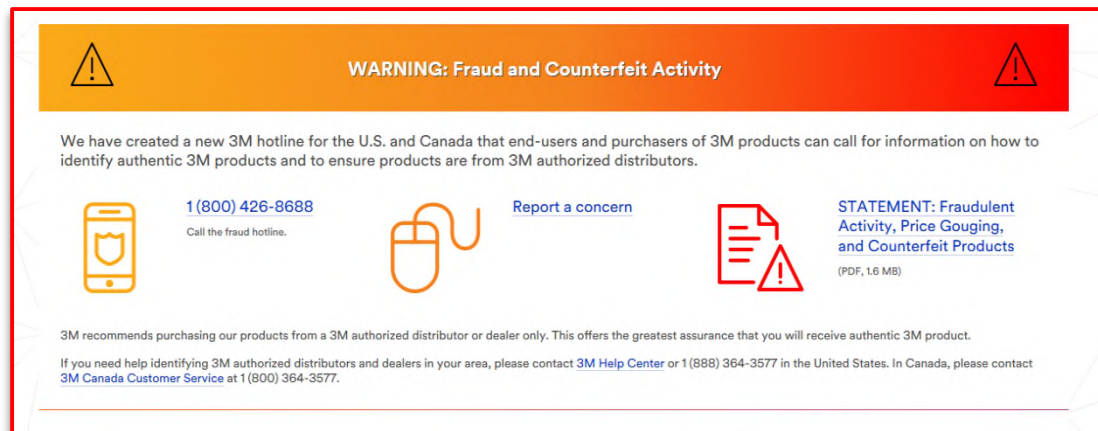 WARNING: Fraud and Counterfeit Activity
We have created a new 3M hotline for the U.S. and Canada that end-users and purchasers of 3M products can call for information on how to
identify authentic 3M products and to ensure products are from 3M authorized distributors.
1 (800) 426-8688
Call the fraud hotline.
Report a concern
STATEMENT: Fraudulent
Activity, Price Gouging,
and Counterfeit Products
(PDF, 1.6 MB)
3M recommends purchasing our products from a 3M authorized distributor or dealer only. This offers the greatest assurance that you will receive authentic 3M product.
If you need help identifying 3M authorized distributors and dealers in your area, please contact 3M Help Center or 1 (888) 364-3577 in the United States. In Canada, please contact
3M Canada Customer Service at 1 (800) 364-3577.